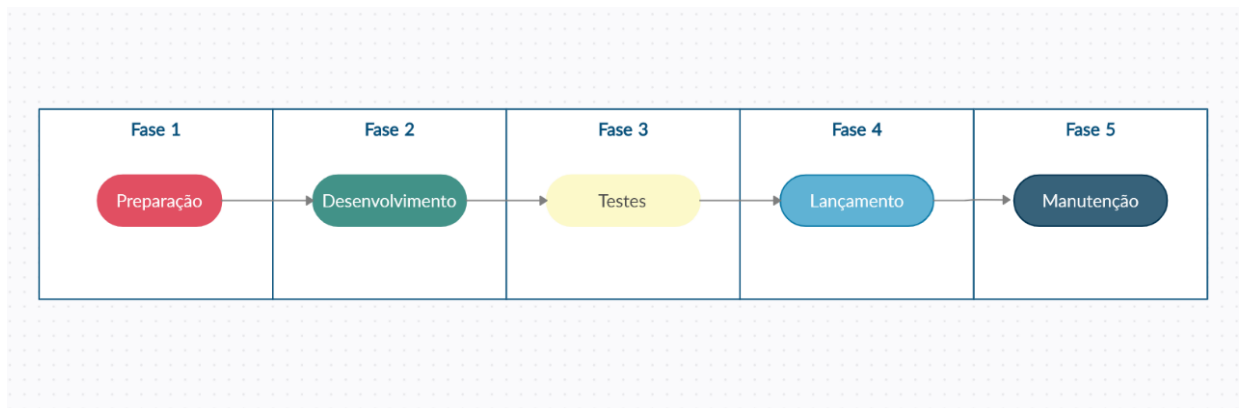 Fase 1
Fase 2
Fase 3
Fase 4
Fase 5
Preparação
Desenvolvimento
Testes
Lançamento
Manutenção